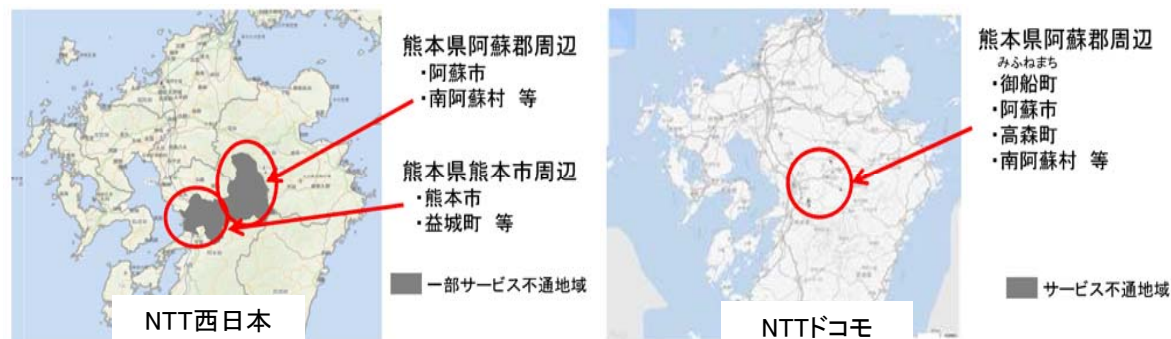 熊本県阿蘇郡周辺
・阿蘇市
・南阿蘇村 等
熊本県熊本市周辺
・熊本市
・益城町 等
一部サービス不通地域
NTT西日本
熊本県阿蘇郡周辺
みふねまち
・御船町
・阿蘇市
・高森町
・南阿蘇村 等
サービス不通地域
NTTドコモ